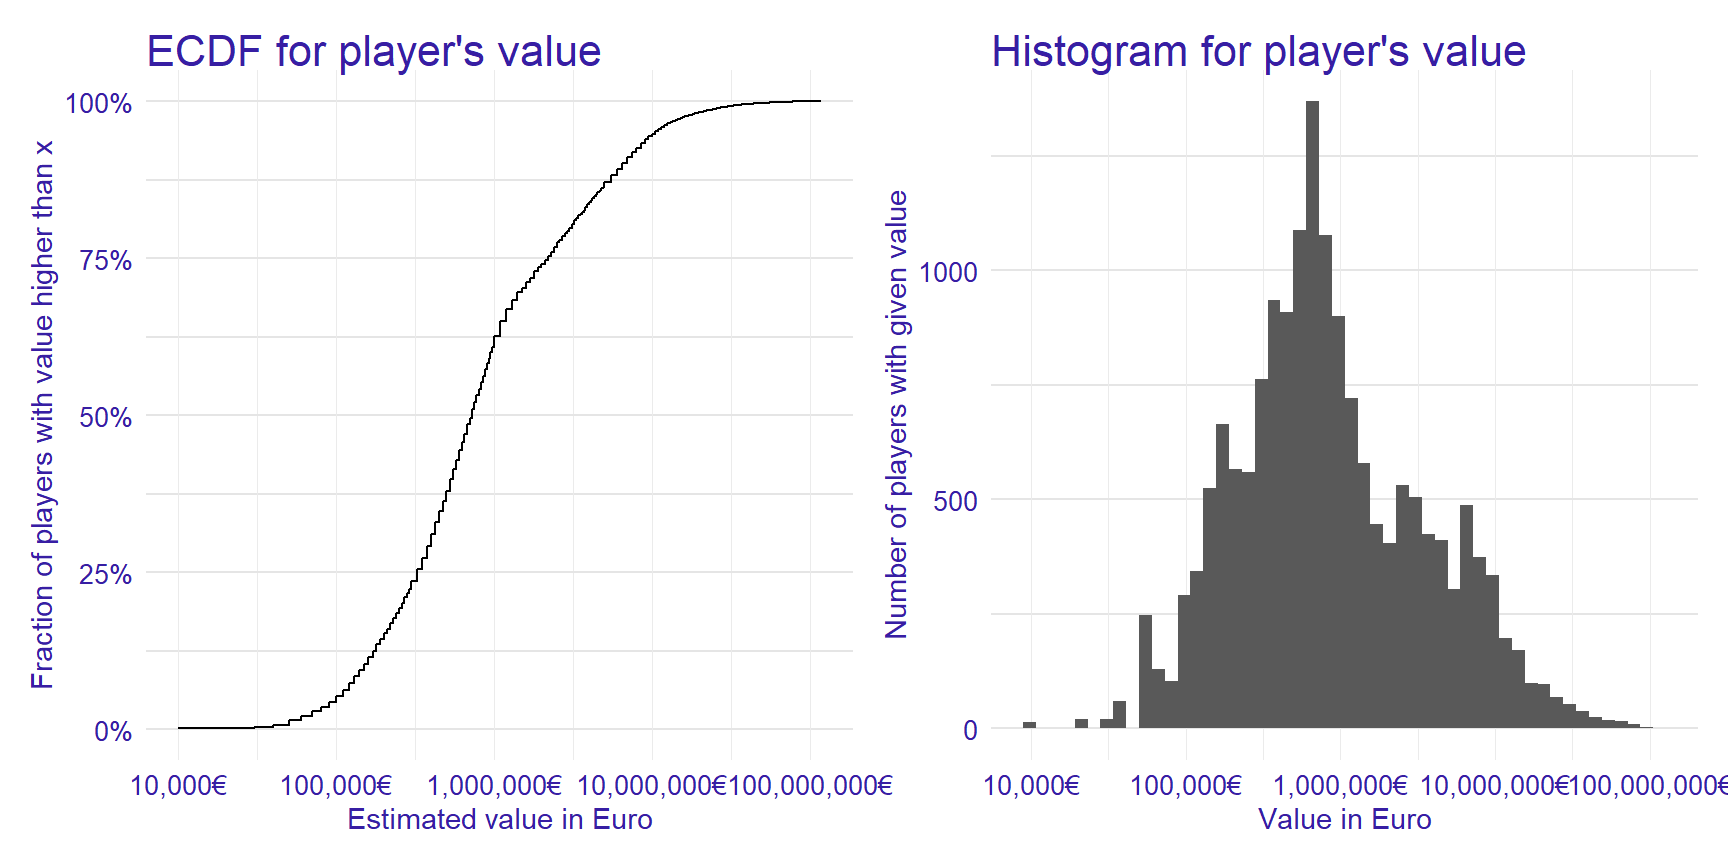 ECDF for player's value
Fraction of players with value higher than x
100%
75%
50%
25%
0%
10,000€ 100,000€ 1,000,000€ 10,000,000€ 100,000,000€
Estimated value in Euro
Histogram for player's value
Number of players with given value
1000
500
0
10,000€ 100,000€ 1,000,000€ 10,000,000€ 100,000,000€
Value in Euro